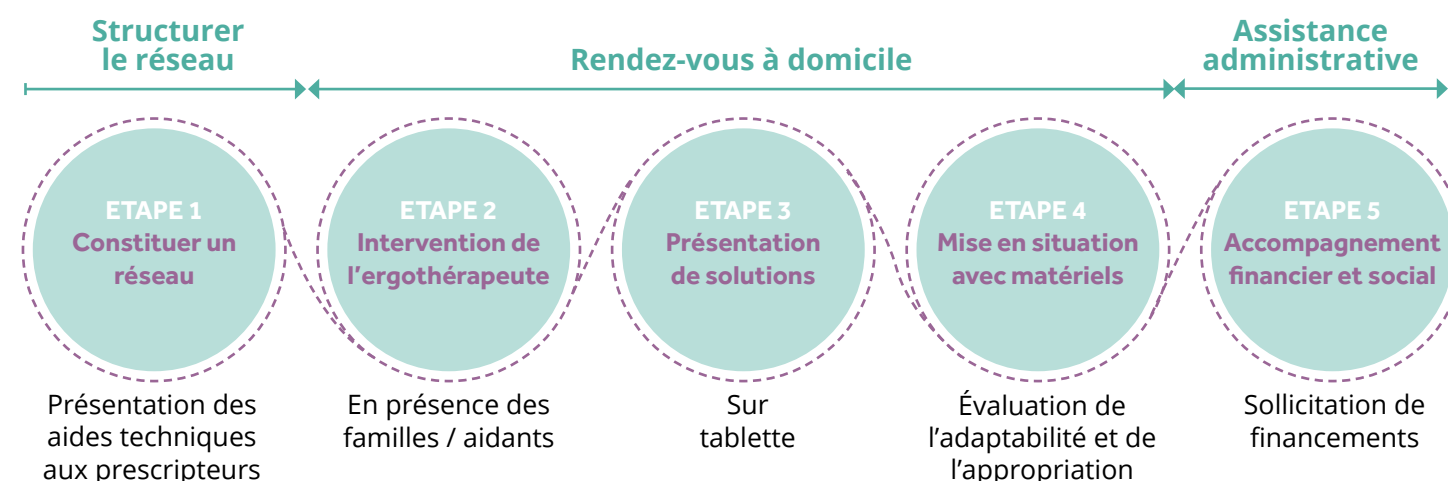 Structurer
le réseau
Rendez-vous à domicile
Assistance
administrative
ETAPE 1
Constituer un
réseau
ETAPE 2
Intervention de
l’ergothérapeute
ETAPE 3
Présentation
de solutions
ETAPE 4
Mise en situation
avec matériels
ETAPE 5
Accompagnement
financier et social
Présentation des
aides techniques
aux prescripteurs
En présence des
familles / aidants
Sur
tablette
Évaluation de
l’adaptabilité et de
l’appropriation
Sollicitation de
financements